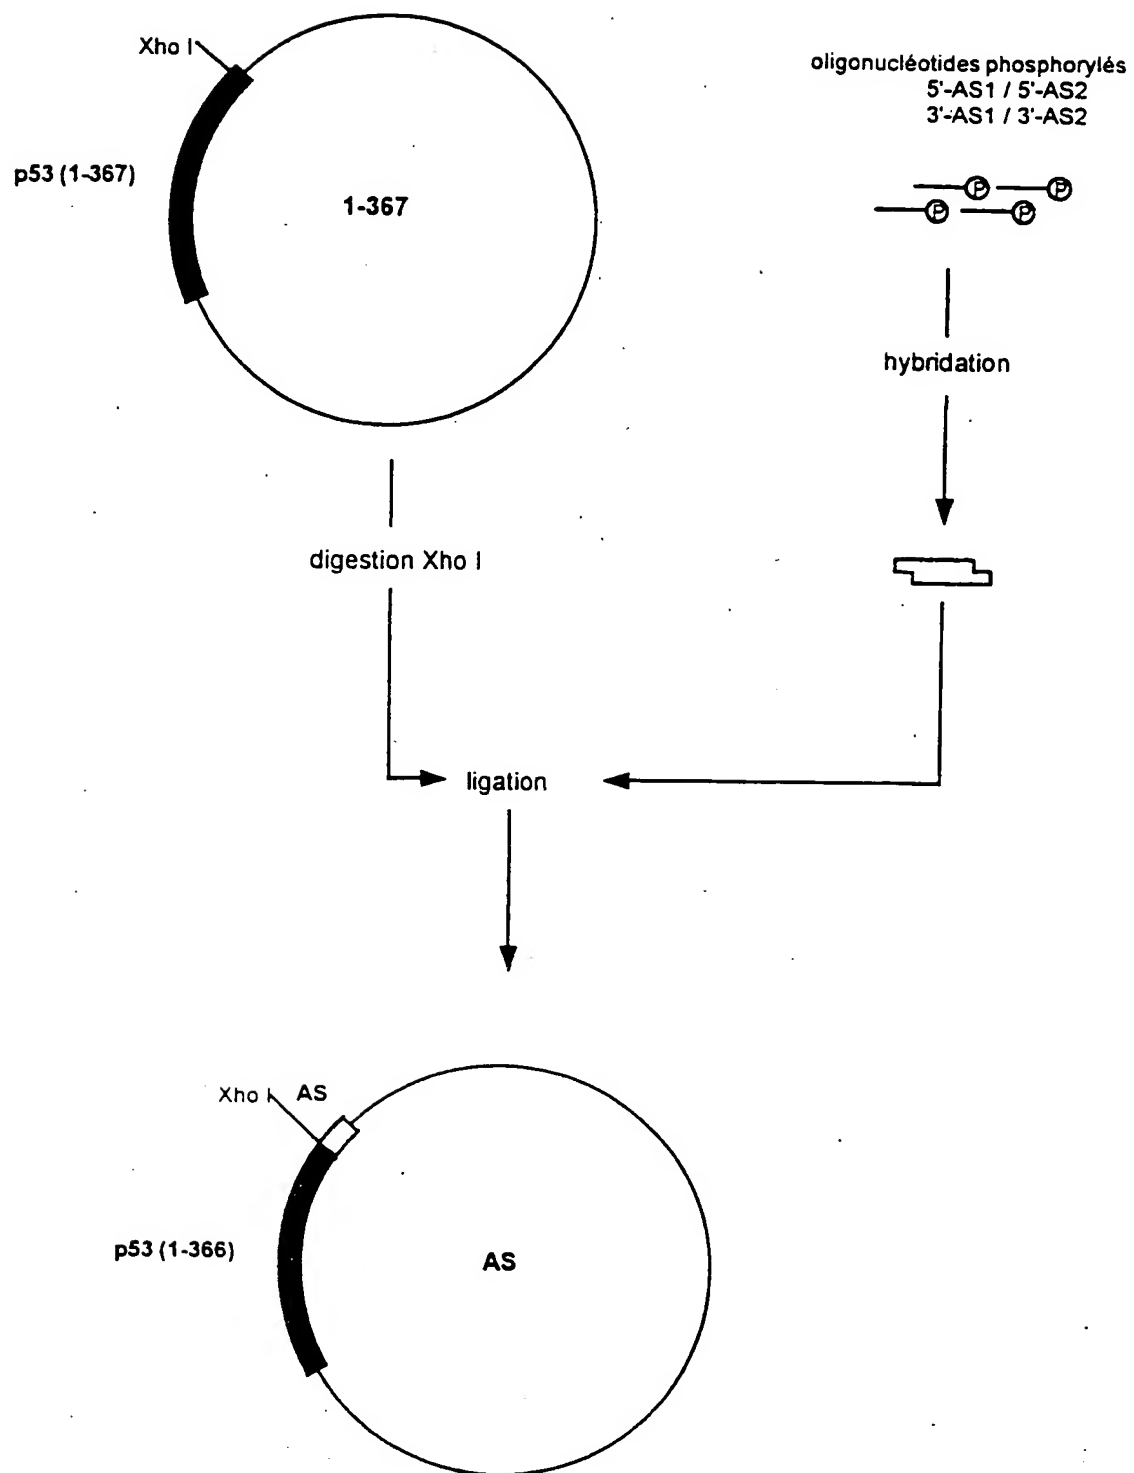 Xho I
oligonucléotides phosphorylés
5'-AS1 / 5'-AS2
3'-AS1 / 3'-AS2
p53 (1-367)
1-367
P P
P P
hybridation
digestion Xho I
ligation
Xho I AS
p53 (1-366)
AS